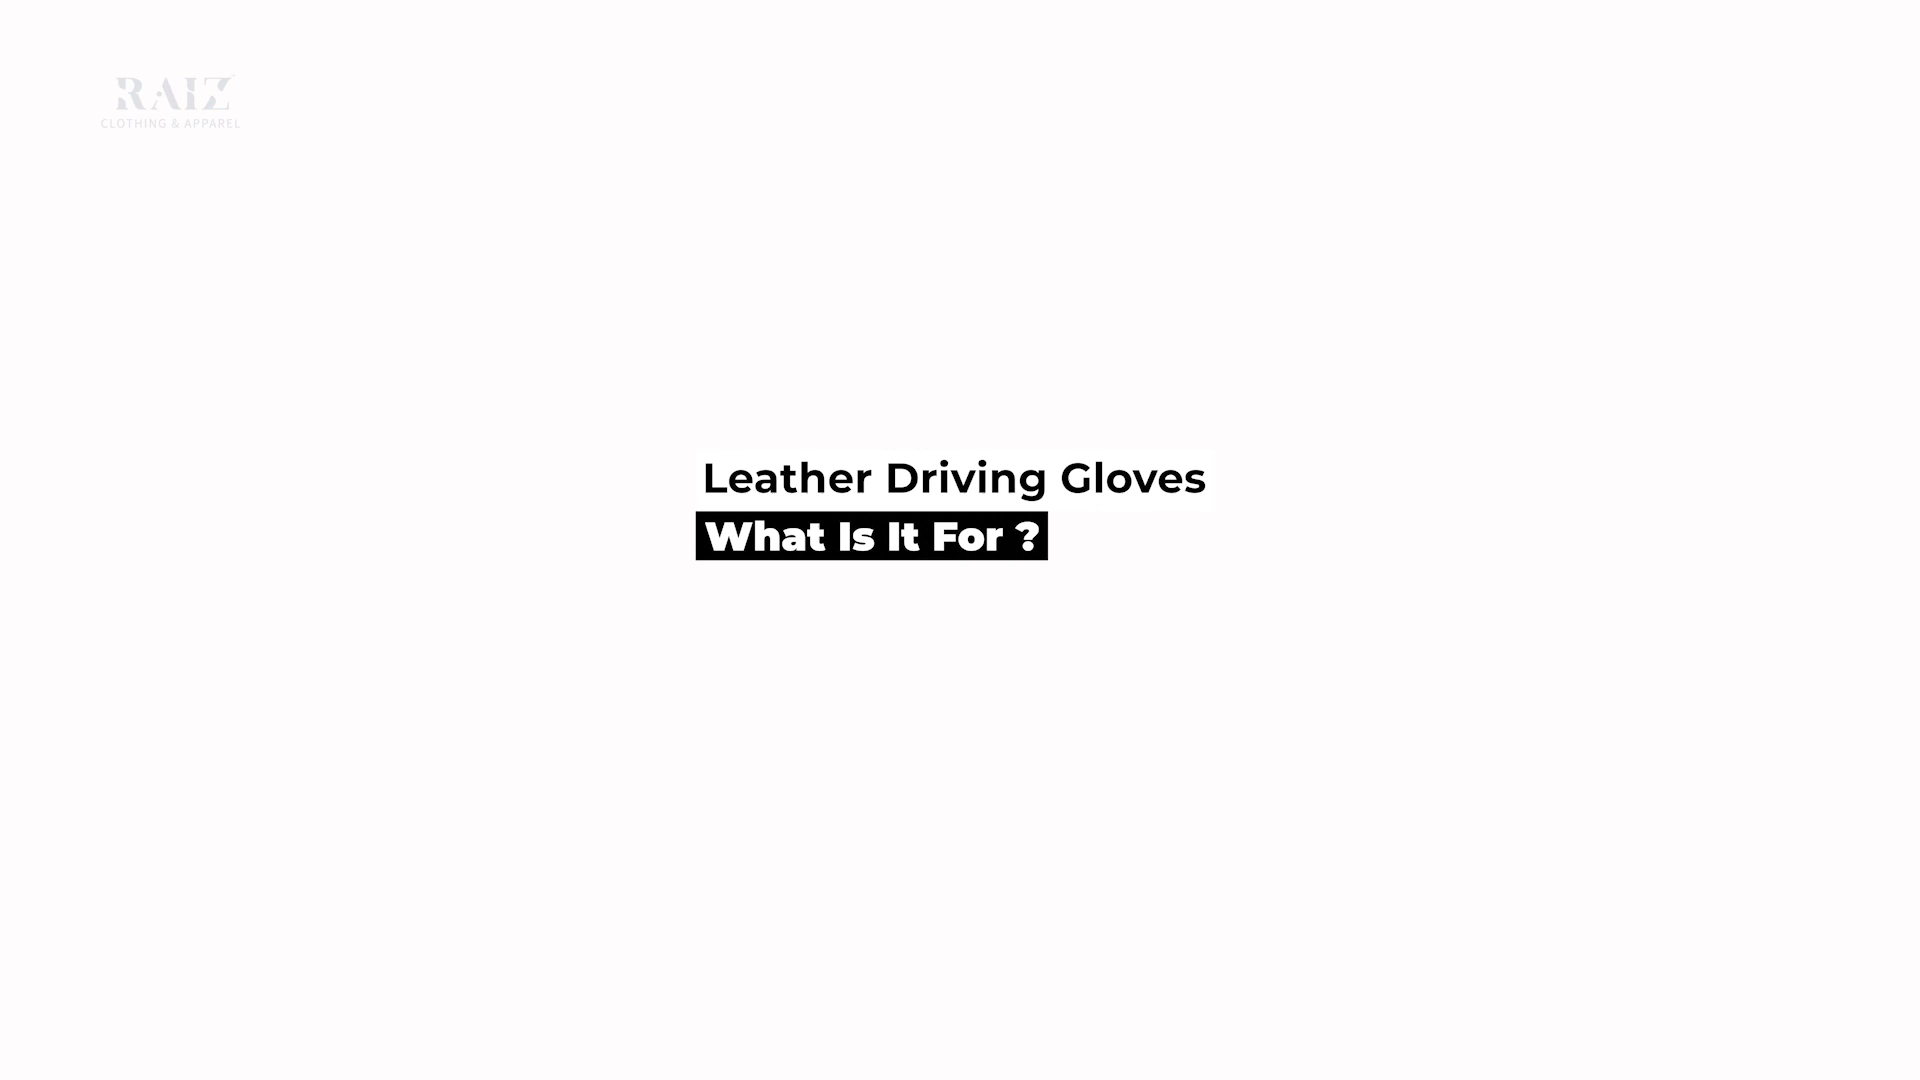 RAIZ
CLOTHING & APPAREL
Leather Driving Gloves
What Is It For ?